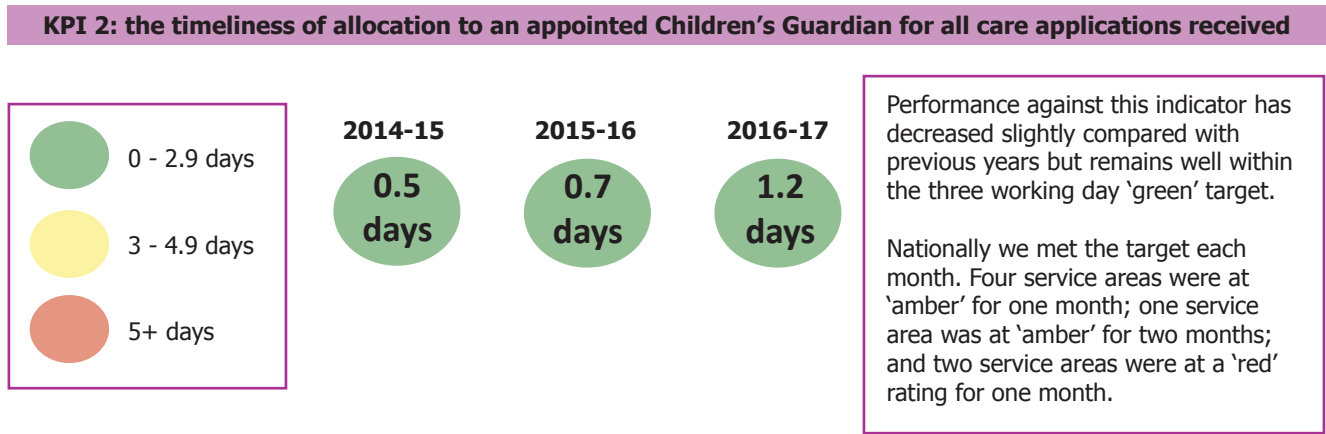 KPI 2: the timeliness of allocation to an appointed Children’s Guardian for all care applications received
0 - 2.9 days
3 - 4.9 days
5+ days
2014-15
0.5
days
2015-16
0.7
days
2016-17
1.2
days
Performance against this indicator has
decreased slightly compared with
previous years but remains well within
the three working day ‘green’ target.
Nationally we met the target each
month. Four service areas were at
‘amber’ for one month; one service
area was at ‘amber’ for two months;
and two service areas were at a ‘red’
rating for one month.